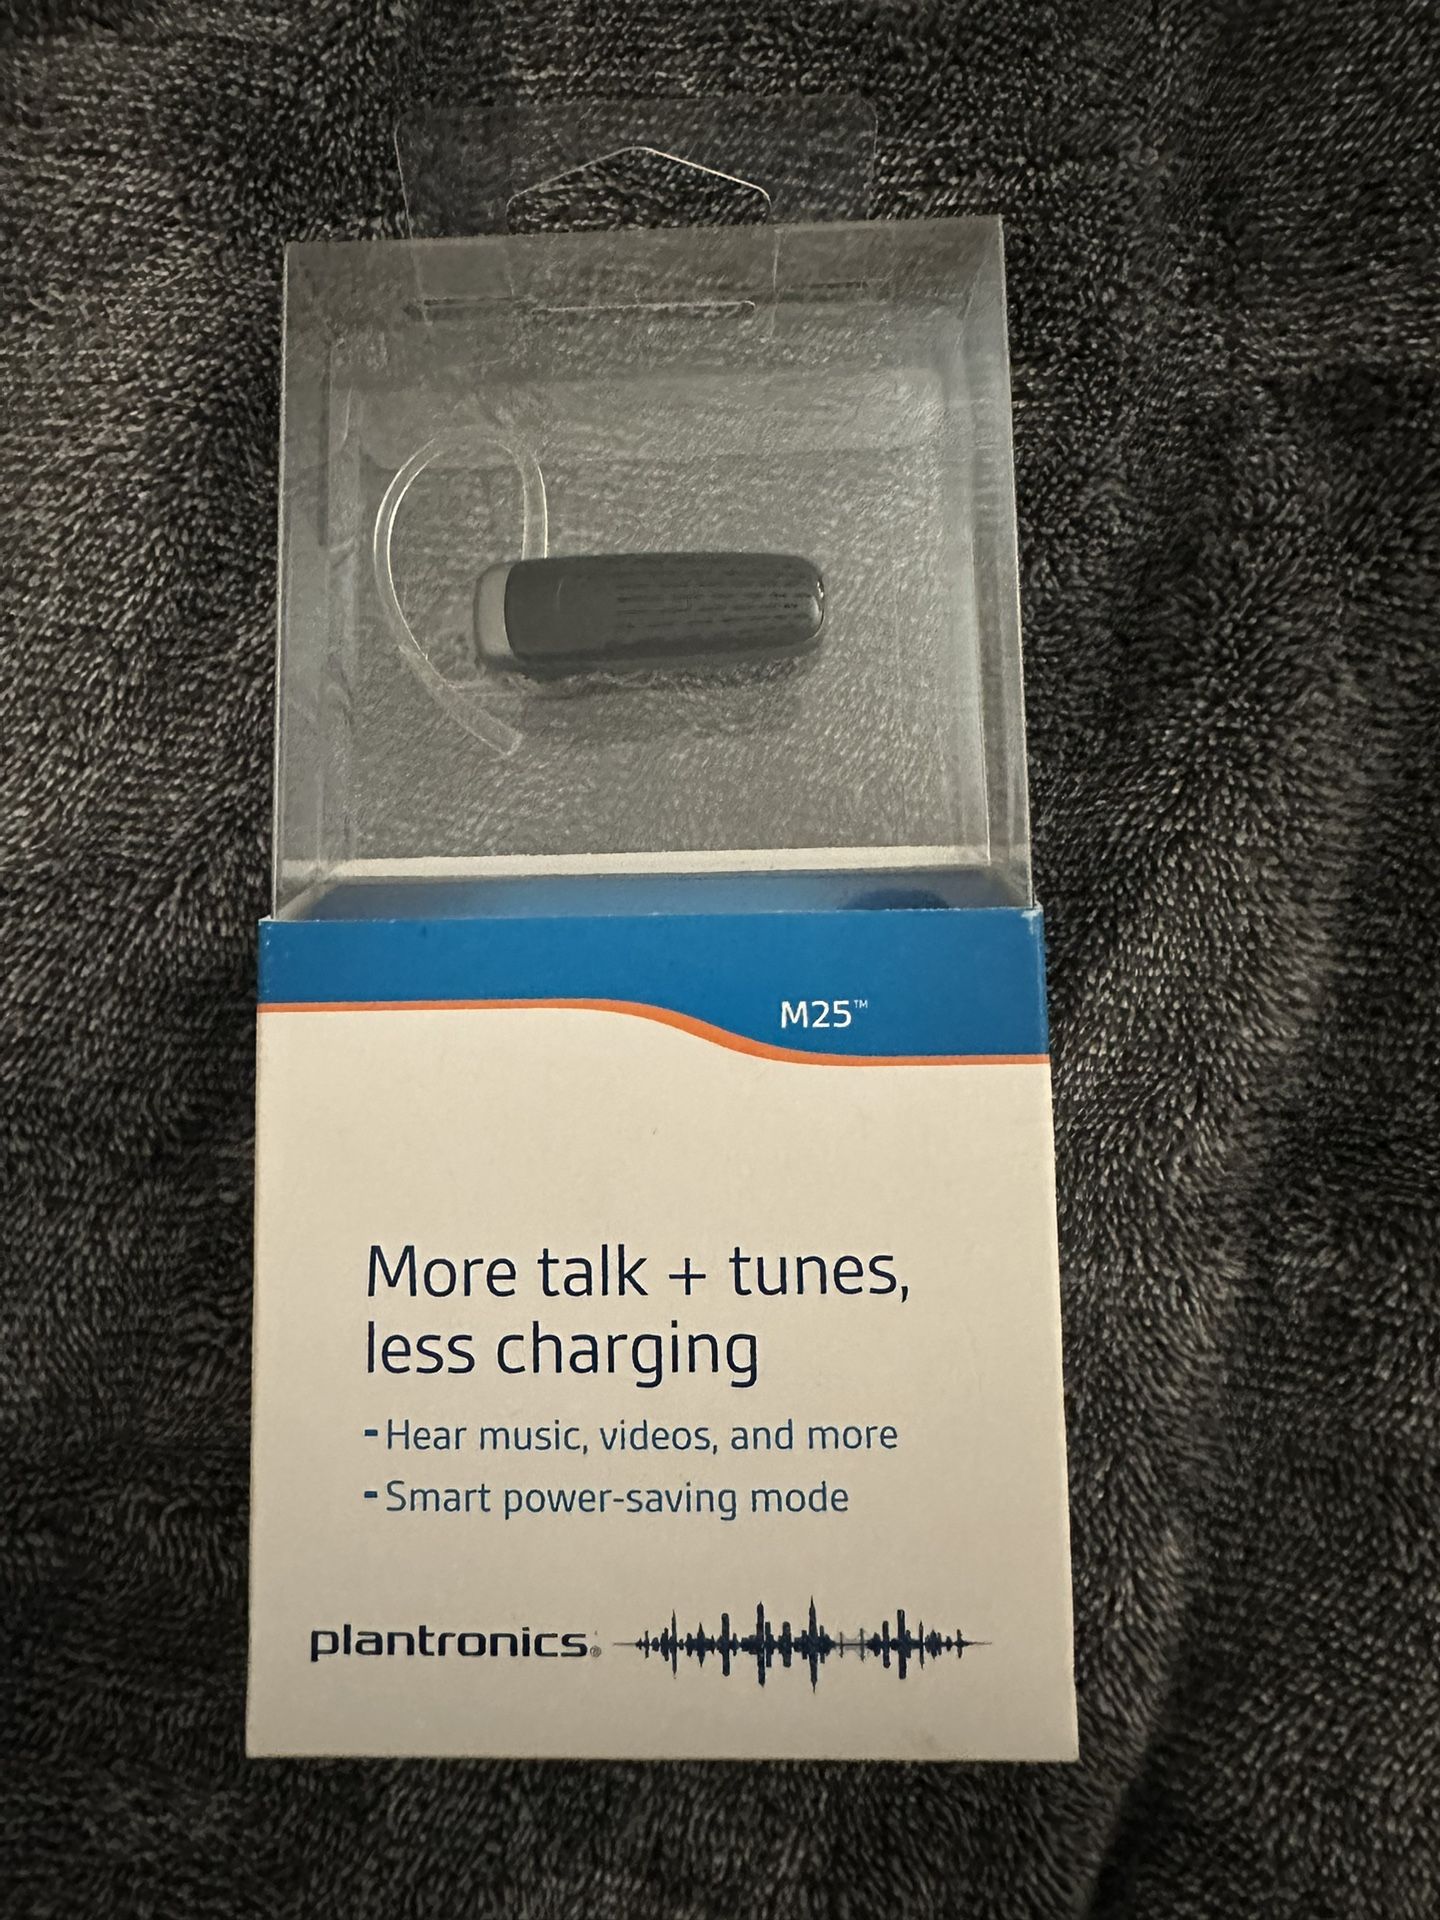 M25™
More talk + tunes,
less charging
- Hear music, videos, and more
- Smart power-saving mode
plantronics®